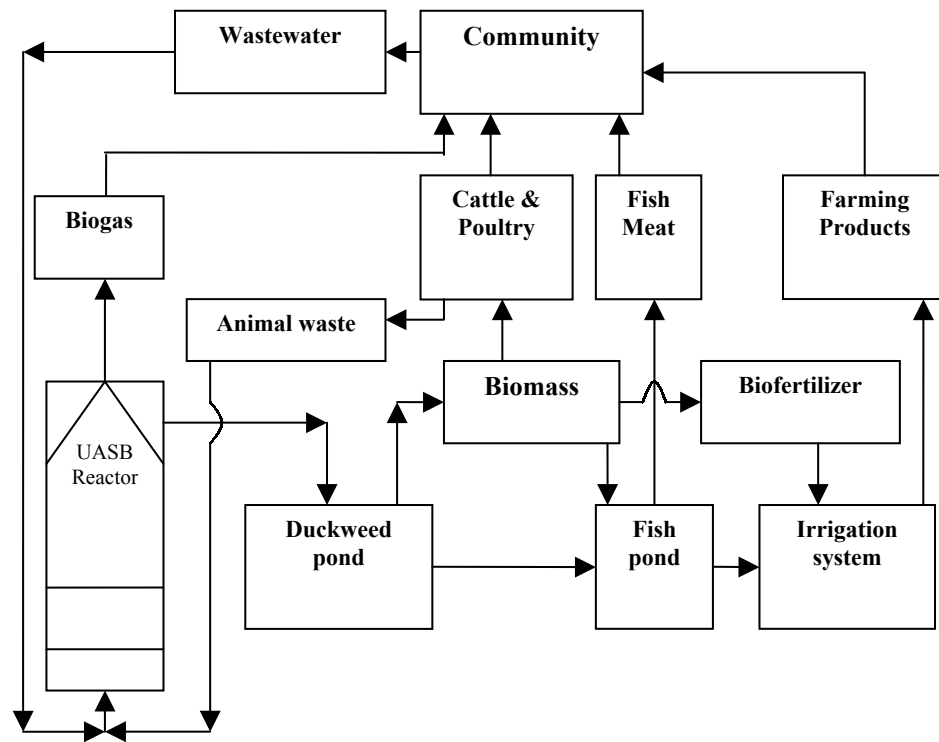 Wastewater
Community
Biogas
Cattle &
Poultry
Fish
Meat
Farming
Products
Animal waste
Biomass
Biofertilizer
UASB
Reactor
Duckweed
pond
Fish
pond
Irrigation
system